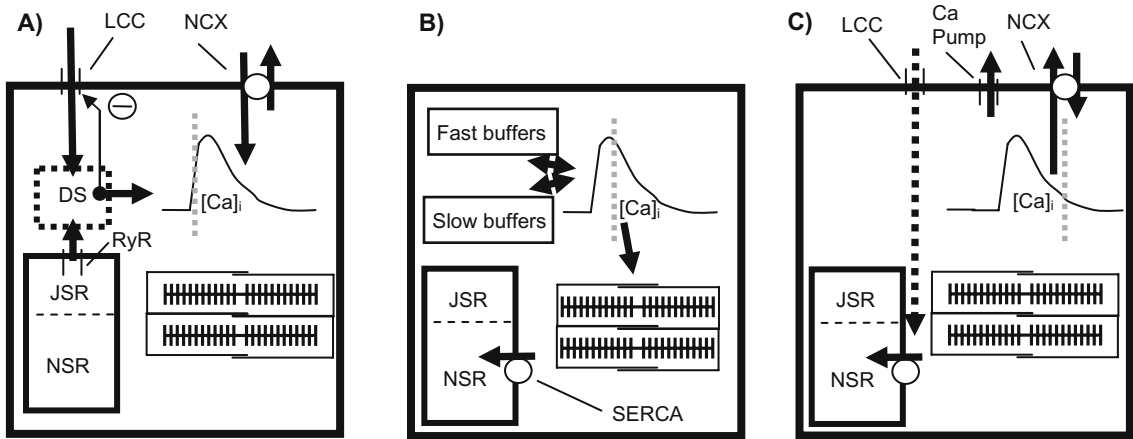 A)
LCC
NCX
DS
[Ca]i
RyR
JSR
NSR
B)
Fast buffers
Slow buffers
[Ca]i
JSR
NSR
SERCA
C)
LCC
Ca
Pump
NCX
[Ca]i
JSR
NSR